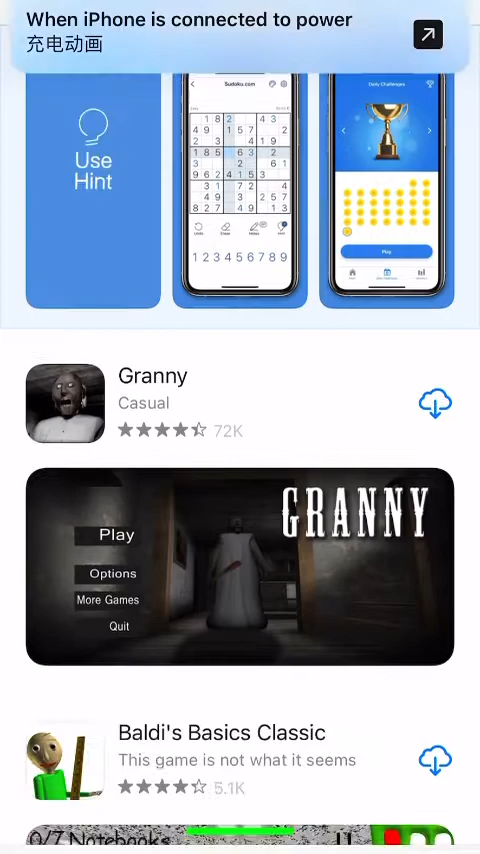 When iPhone is connected to power
充电动画
Use
Hint
Sudoku.com
1 2 3 4 5 6 7 8 9
Daily Challenges
Play
Granny
Casual
72K
GRANNY
Play
Options
More Games
Quit
Baldi's Basics Classic
This game is not what it seems
5.1K
0/7 Notebooks